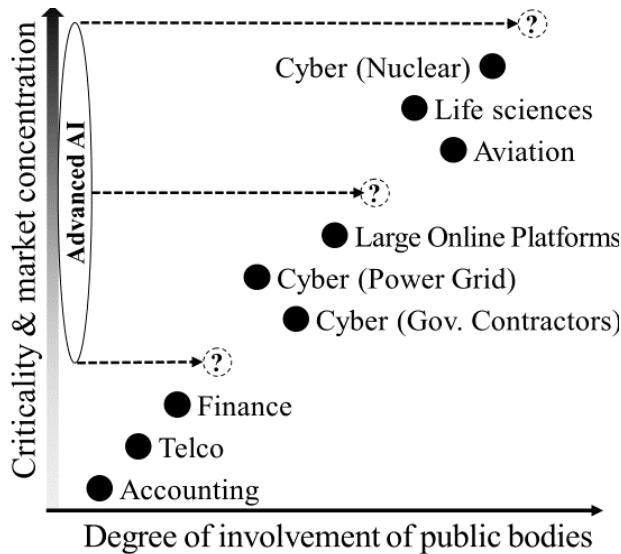 ?
Cyber (Nuclear)
Life sciences
Aviation
?
Large Online Platforms
Cyber (Power Grid)
Cyber (Gov. Contractors)
?
Finance
Telco
Accounting
Advanced AI
Criticality & market concentration
Degree of involvement of public bodies